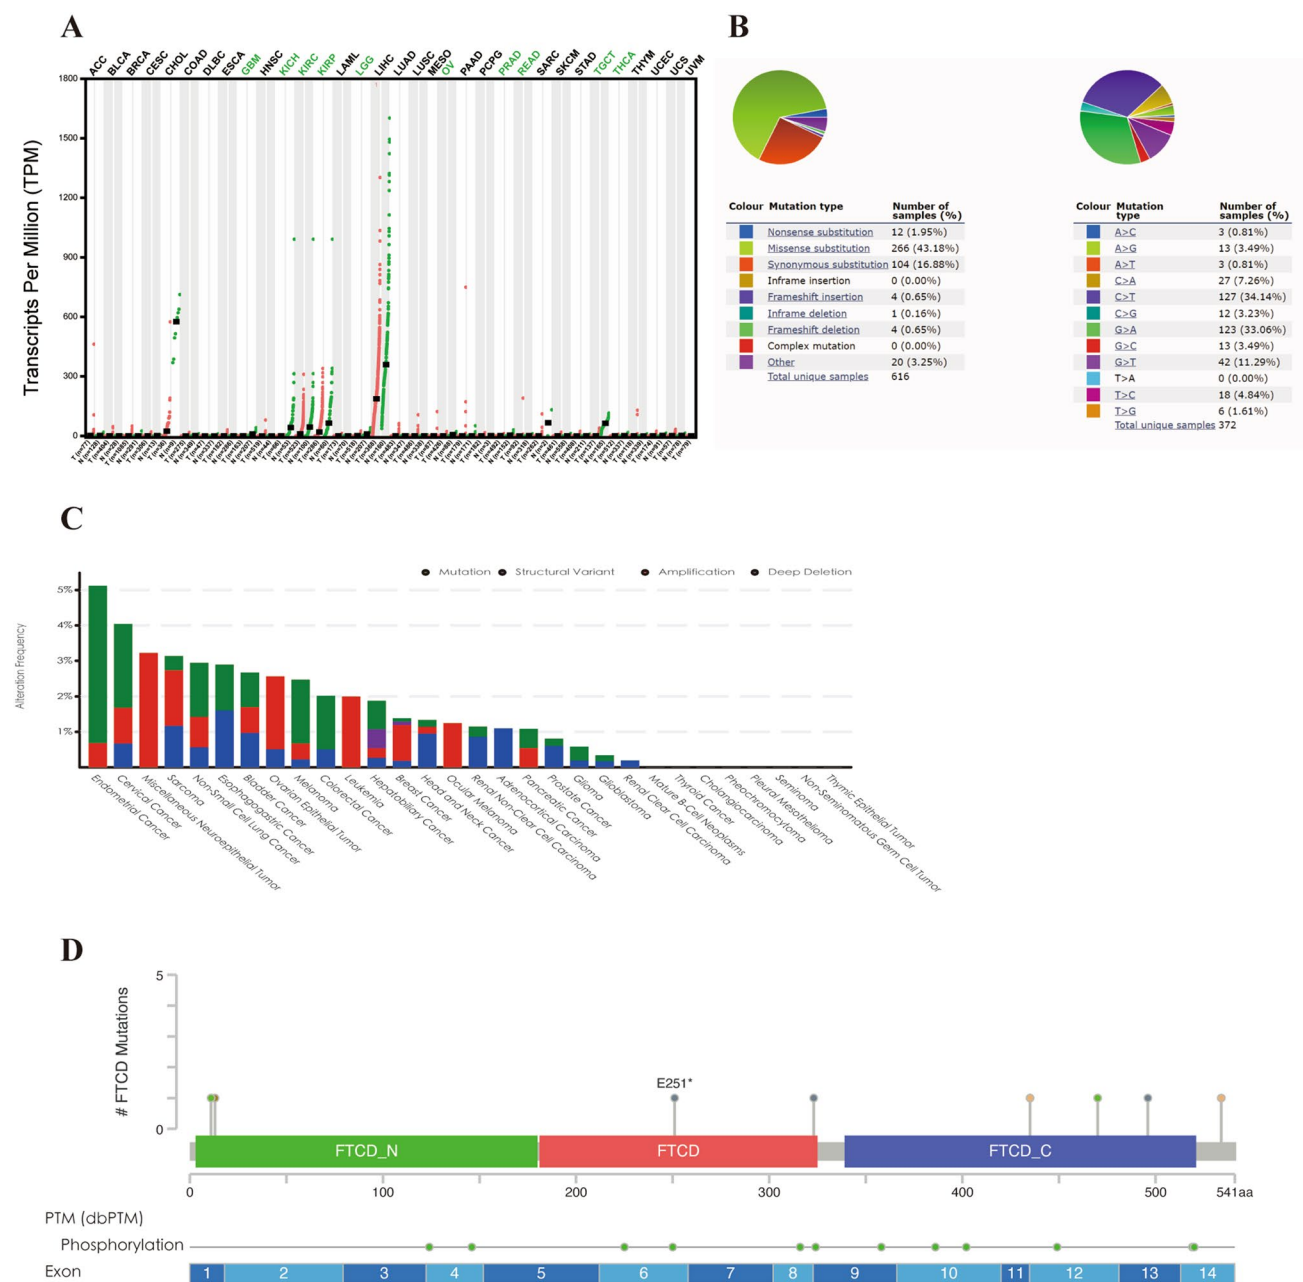 A
ACC BLCA BRCA CESC CHOL COAD DLBC ESCA GBM HNSC KICH KIRC KIRP LAML LGG LIHC LUAD LUSC MESO OV PAAD PCPG PRAD READ SARC SKCM STAD TGCT THCA THYM UCEC UCS UVM
Transcripts Per Million (TPM)
1800
1500
1200
900
600
300
0
B
Colour Mutation type Number of samples (%)
Nonsense substitution 12 (1.95%)
Missense substitution 266 (43.18%)
Synonymous substitution 104 (16.88%)
Inframe insertion 0 (0.00%)
Frameshift insertion 4 (0.65%)
Inframe deletion 1 (0.16%)
Frameshift deletion 4 (0.65%)
Complex mutation 0 (0.00%)
Other 20 (3.25%)
Total unique samples 616
Colour Mutation type Number of samples (%)
A>C 3 (0.81%)
A>G 13 (3.49%)
A>T 3 (0.81%)
C>A 27 (7.26%)
C>T 127 (34.14%)
C>G 12 (3.23%)
G>A 123 (33.06%)
G>C 13 (3.49%)
G>T 42 (11.29%)
T>A 0 (0.00%)
T>C 18 (4.84%)
T>G 6 (1.61%)
Total unique samples 372
C
Mutation Structural Variant Amplification Deep Deletion
Alteration Frequency
5%
4%
3%
2%
1%
Endometrial Cancer
Cervical Cancer
Miscellaneous Neuroepithelial Tumor
Sarcoma
Non-Small Cell Lung Cancer
Esophagogastric Cancer
Bladder Cancer
Ovarian Epithelial Tumor
Melanoma
Colorectal Cancer
Leukemia
Hepatobiliary Cancer
Breast Cancer
Head and Neck Cancer
Ocular Melanoma
Renal Non-Clear Cell Carcinoma
Adrenocortical Carcinoma
Pancreatic Cancer
Prostate Cancer
Glioma
Glioblastoma
Renal Clear Cell Carcinoma
Mature B-Cell Neoplasms
Thyroid Cancer
Cholangiocarcinoma
Pheochromocytoma
Pleural Mesothelioma
Seminoma
Non-Seminomatous Germ Cell Tumor
Thymic Epithelial Tumor
D
# FTCD Mutations
5
0
E251*
FTCD_N FTCD FTCD_C
0 100 200 300 400 500 541aa
PTM (dbPTM)
Phosphorylation
Exon 1 2 3 4 5 6 7 8 9 10 11 12 13 14